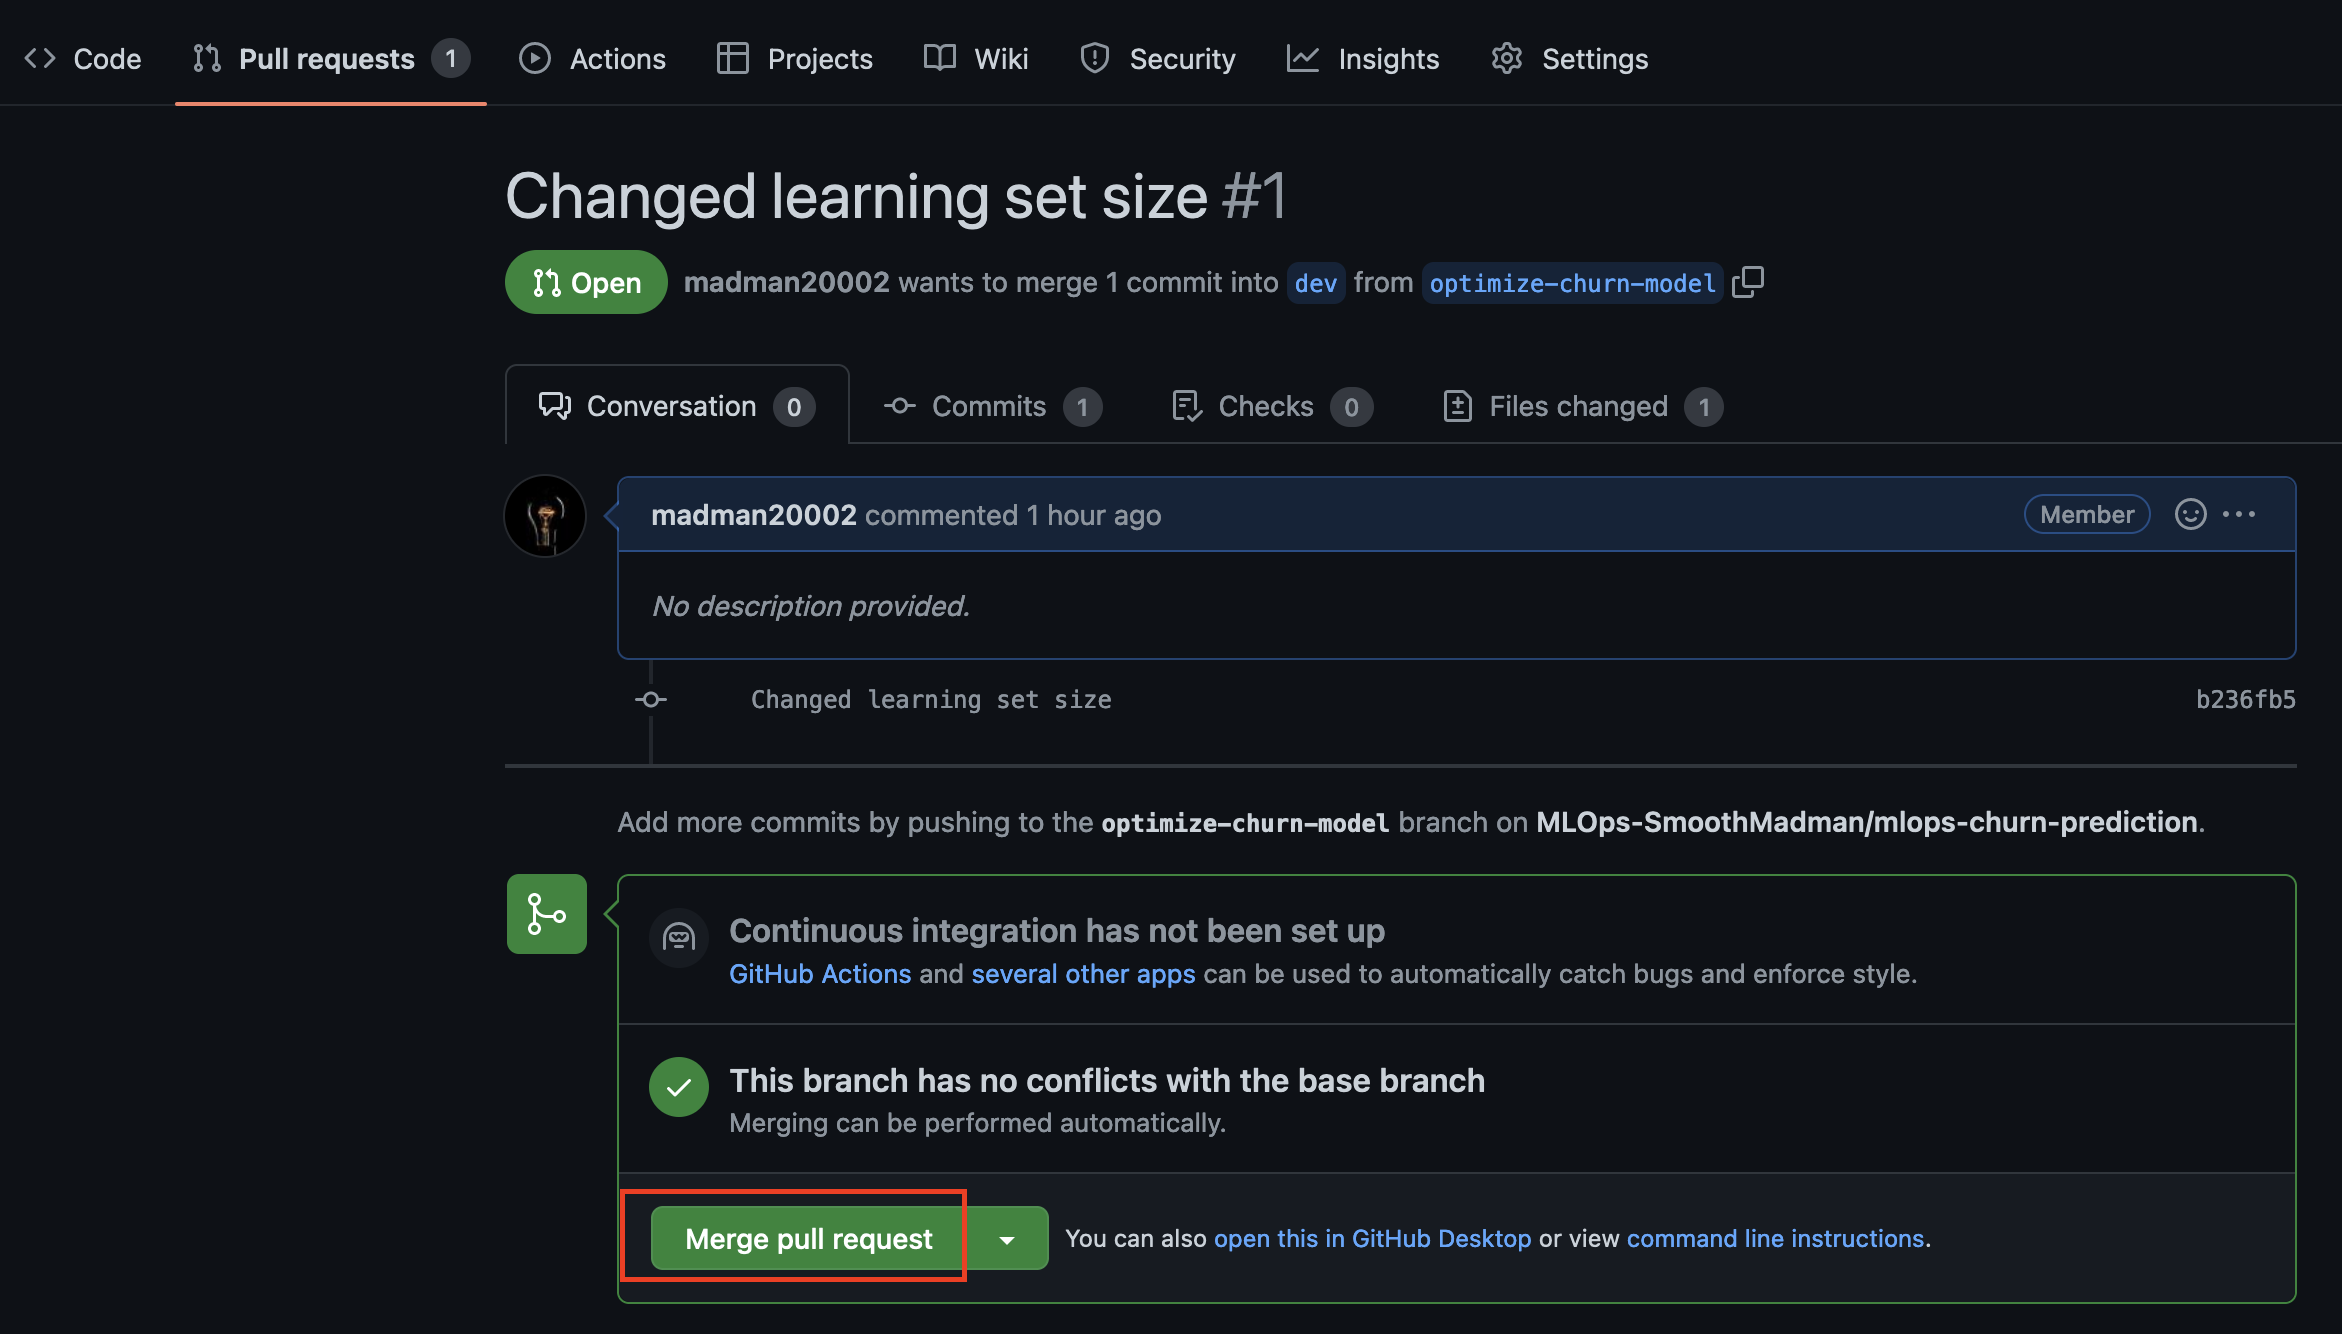 Code Pull requests 1 Actions Projects Wiki Security Insights Settings
Changed learning set size #1
Open madman20002 wants to merge 1 commit into dev from optimize-churn-model
Conversation 0 Commits 1 Checks 0 Files changed 1
madman20002 commented 1 hour ago Member
No description provided.
Changed learning set size b236fb5
Add more commits by pushing to the optimize-churn-model branch on MLOps-SmoothMadman/mlops-churn-prediction.
Continuous integration has not been set up
GitHub Actions and several other apps can be used to automatically catch bugs and enforce style.
This branch has no conflicts with the base branch
Merging can be performed automatically.
Merge pull request You can also open this in GitHub Desktop or view command line instructions.